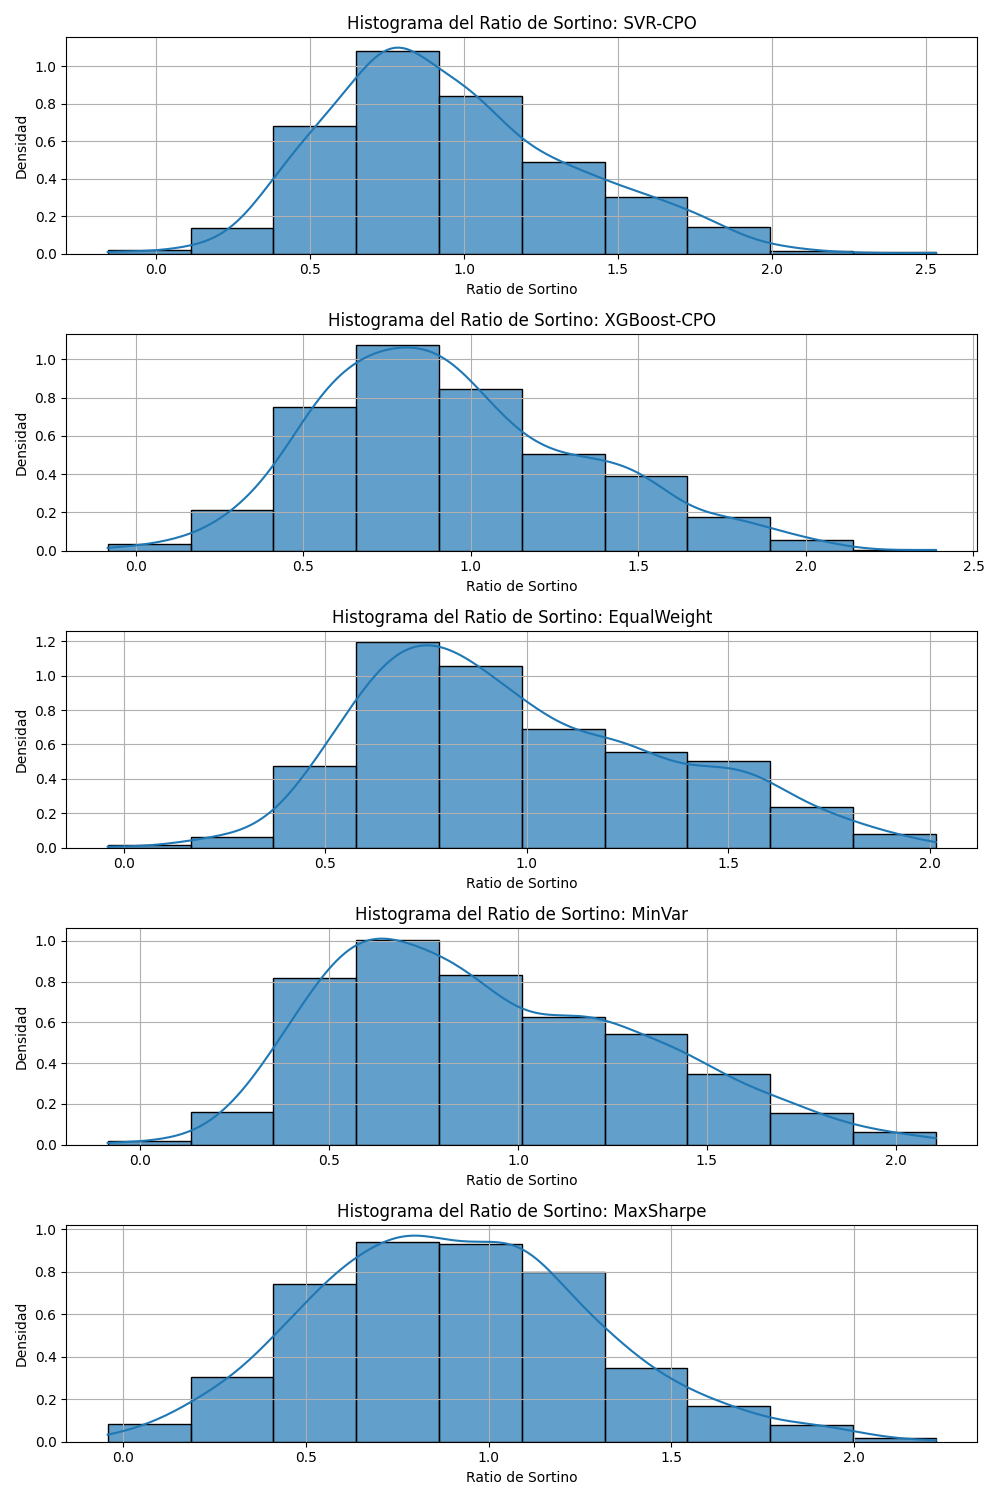 Histograma del Ratio de Sortino: SVR-CPO
Densidad
1.0
0.8
0.6
0.4
0.2
0.0
0.0 0.5 1.0 1.5 2.0 2.5
Ratio de Sortino
Histograma del Ratio de Sortino: XGBoost-CPO
Densidad
1.0
0.8
0.6
0.4
0.2
0.0
0.0 0.5 1.0 1.5 2.0 2.5
Ratio de Sortino
Histograma del Ratio de Sortino: EqualWeight
Densidad
1.2
1.0
0.8
0.6
0.4
0.2
0.0
0.0 0.5 1.0 1.5 2.0
Ratio de Sortino
Histograma del Ratio de Sortino: MinVar
Densidad
1.0
0.8
0.6
0.4
0.2
0.0
0.0 0.5 1.0 1.5 2.0
Ratio de Sortino
Histograma del Ratio de Sortino: MaxSharpe
Densidad
1.0
0.8
0.6
0.4
0.2
0.0
0.0 0.5 1.0 1.5 2.0
Ratio de Sortino